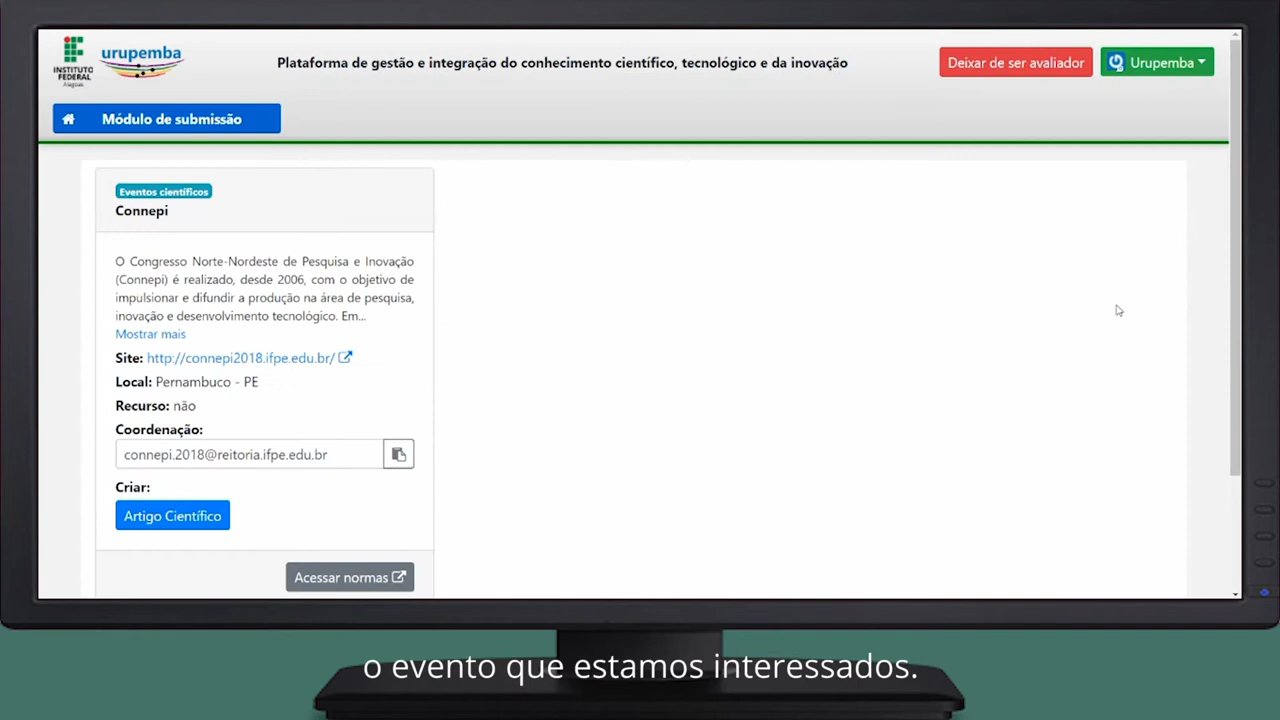 INSTITUTO
FEDERAL
Alagoas
urupemba
Plataforma de gestão e integração do conhecimento científico, tecnológico e da inovação
Deixar de ser avaliador
Urupemba
Módulo de submissão
Eventos científicos
Connepi
O Congresso Norte-Nordeste de Pesquisa e Inovação
(Connepi) é realizado, desde 2006, com o objetivo de
impulsionar e difundir a produção na área de pesquisa,
inovação e desenvolvimento tecnológico. Em...
Mostrar mais
Site: http://connepi2018.ifpe.edu.br/
Local: Pernambuco - PE
Recurso: não
Coordenação:
connepi.2018@reitoria.ifpe.edu.br
Criar:
Artigo Científico
Acessar normas
o evento que estamos interessados.